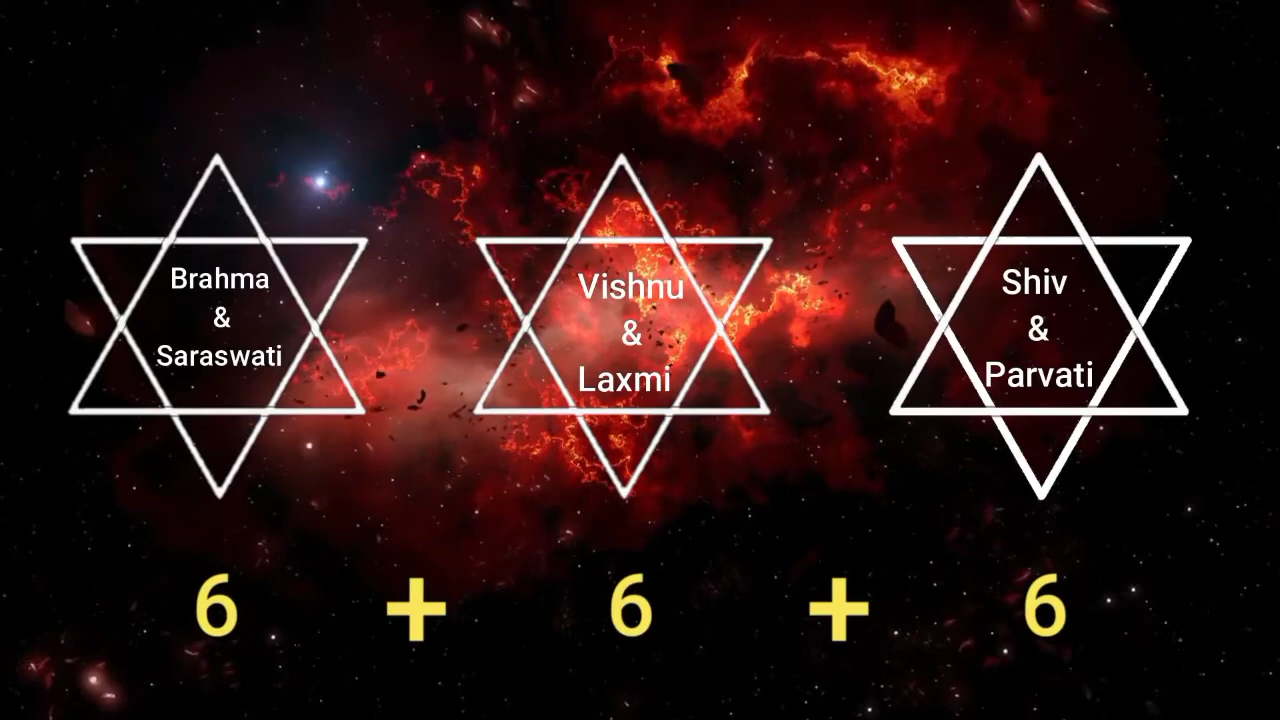 Brahma
&
Saraswati
Vishnu
&
Laxmi
Shiv
&
Parvati
6 + 6 + 6